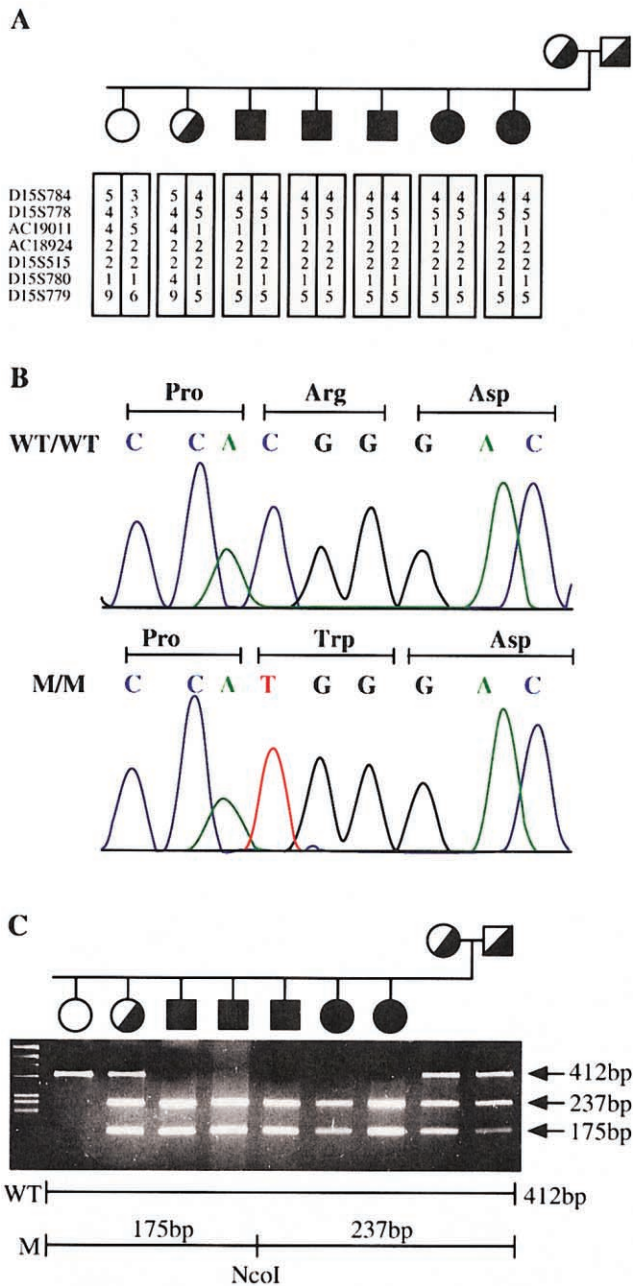 A
D15S784 5 3 5 4 4 4 4 4 4 4 4 4 4 4
D15S778 4 3 4 5 5 5 5 5 5 5 5 5 5 5
AC19011 4 5 4 1 1 1 1 1 1 1 1 1 1 1
AC18924 2 2 2 2 2 2 2 2 2 2 2 2 2 2
D15S515 2 2 2 2 2 2 2 2 2 2 2 2 2 2
D15S780 1 1 4 1 1 1 1 1 1 1 1 1 1 1
D15S779 9 6 9 5 5 5 5 5 5 5 5 5 5 5
B
Pro Arg Asp
WT/WT C C A C G G G A C
Pro Trp Asp
M/M C C A T G G G A C
C
412bp
237bp
175bp
WT 412bp
175bp 237bp
M
NcoI